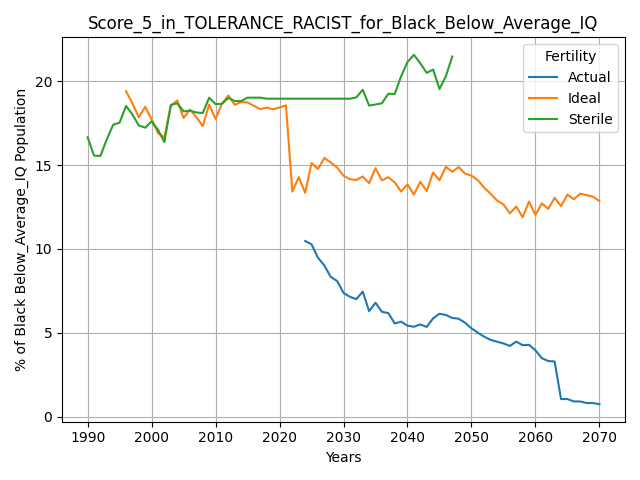 Score_5_in_TOLERANCE_RACIST_for_Black_Below_Average_IQ
% of Black Below_Average_IQ Population
20
15
10
5
0
Fertility
Actual
Ideal
Sterile
1990 2000 2010 2020 2030 2040 2050 2060 2070
Years